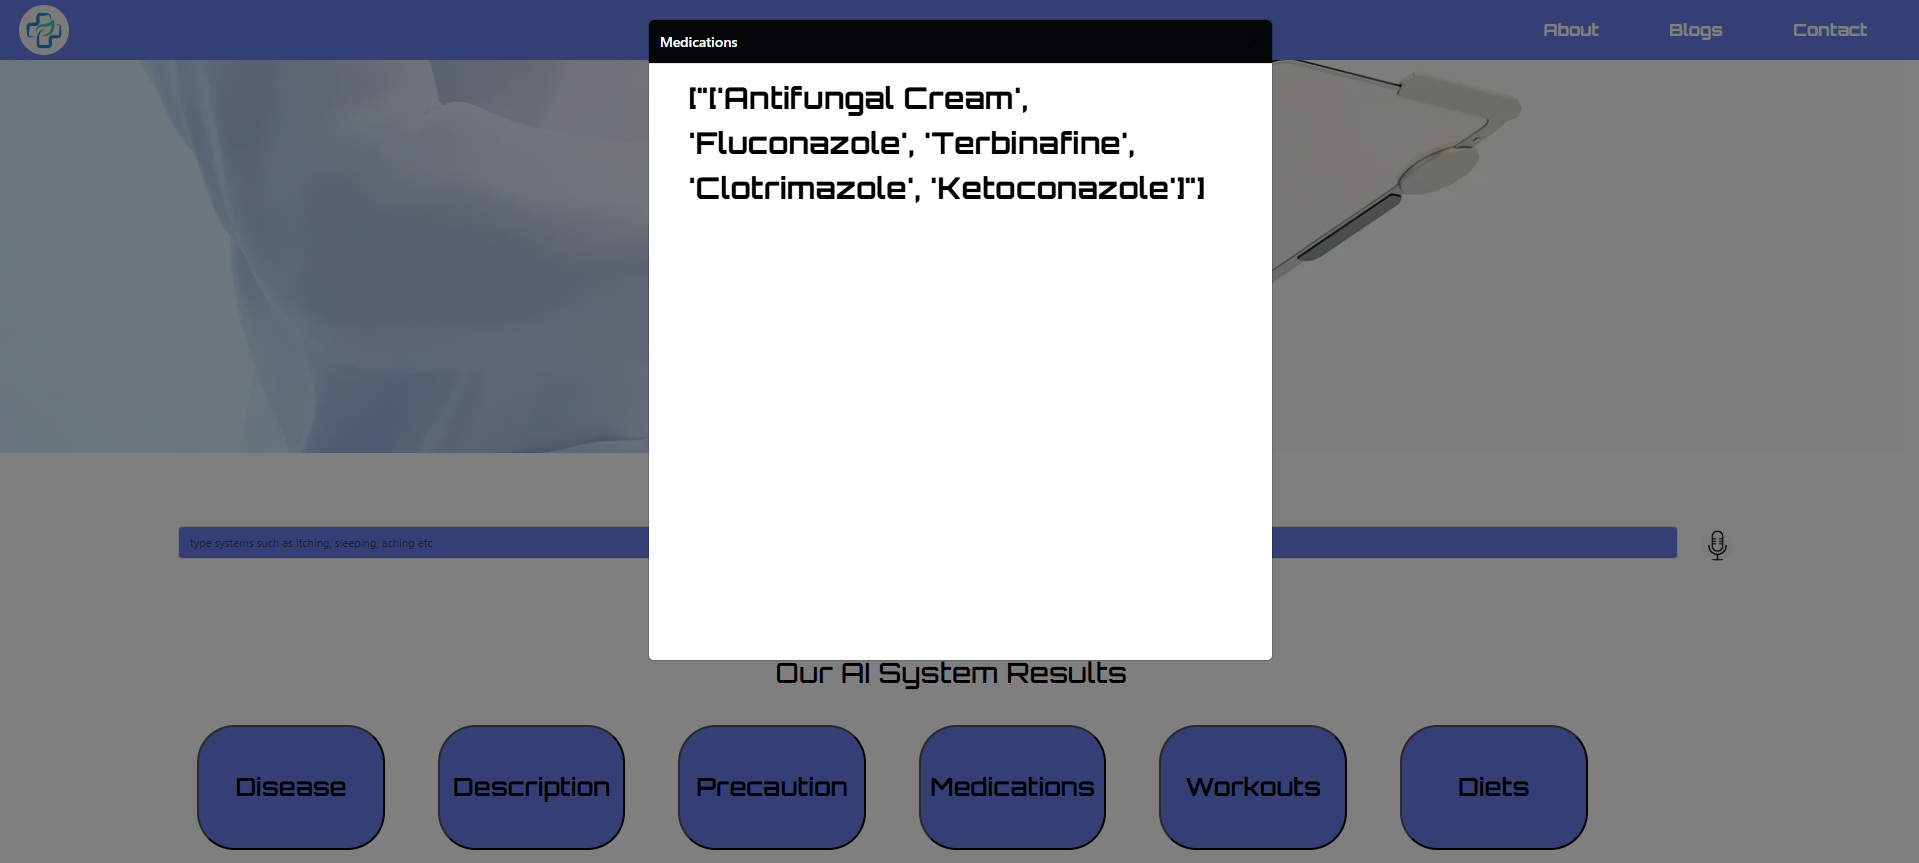 About Blogs Contact
Medications
["['Antifungal Cream',
'Fluconazole', 'Terbinafine',
'Clotrimazole', 'Ketoconazole']"]
type systems such as itching, sleeping, aching etc
Our AI System Results
Disease Description Precaution Medications Workouts Diets